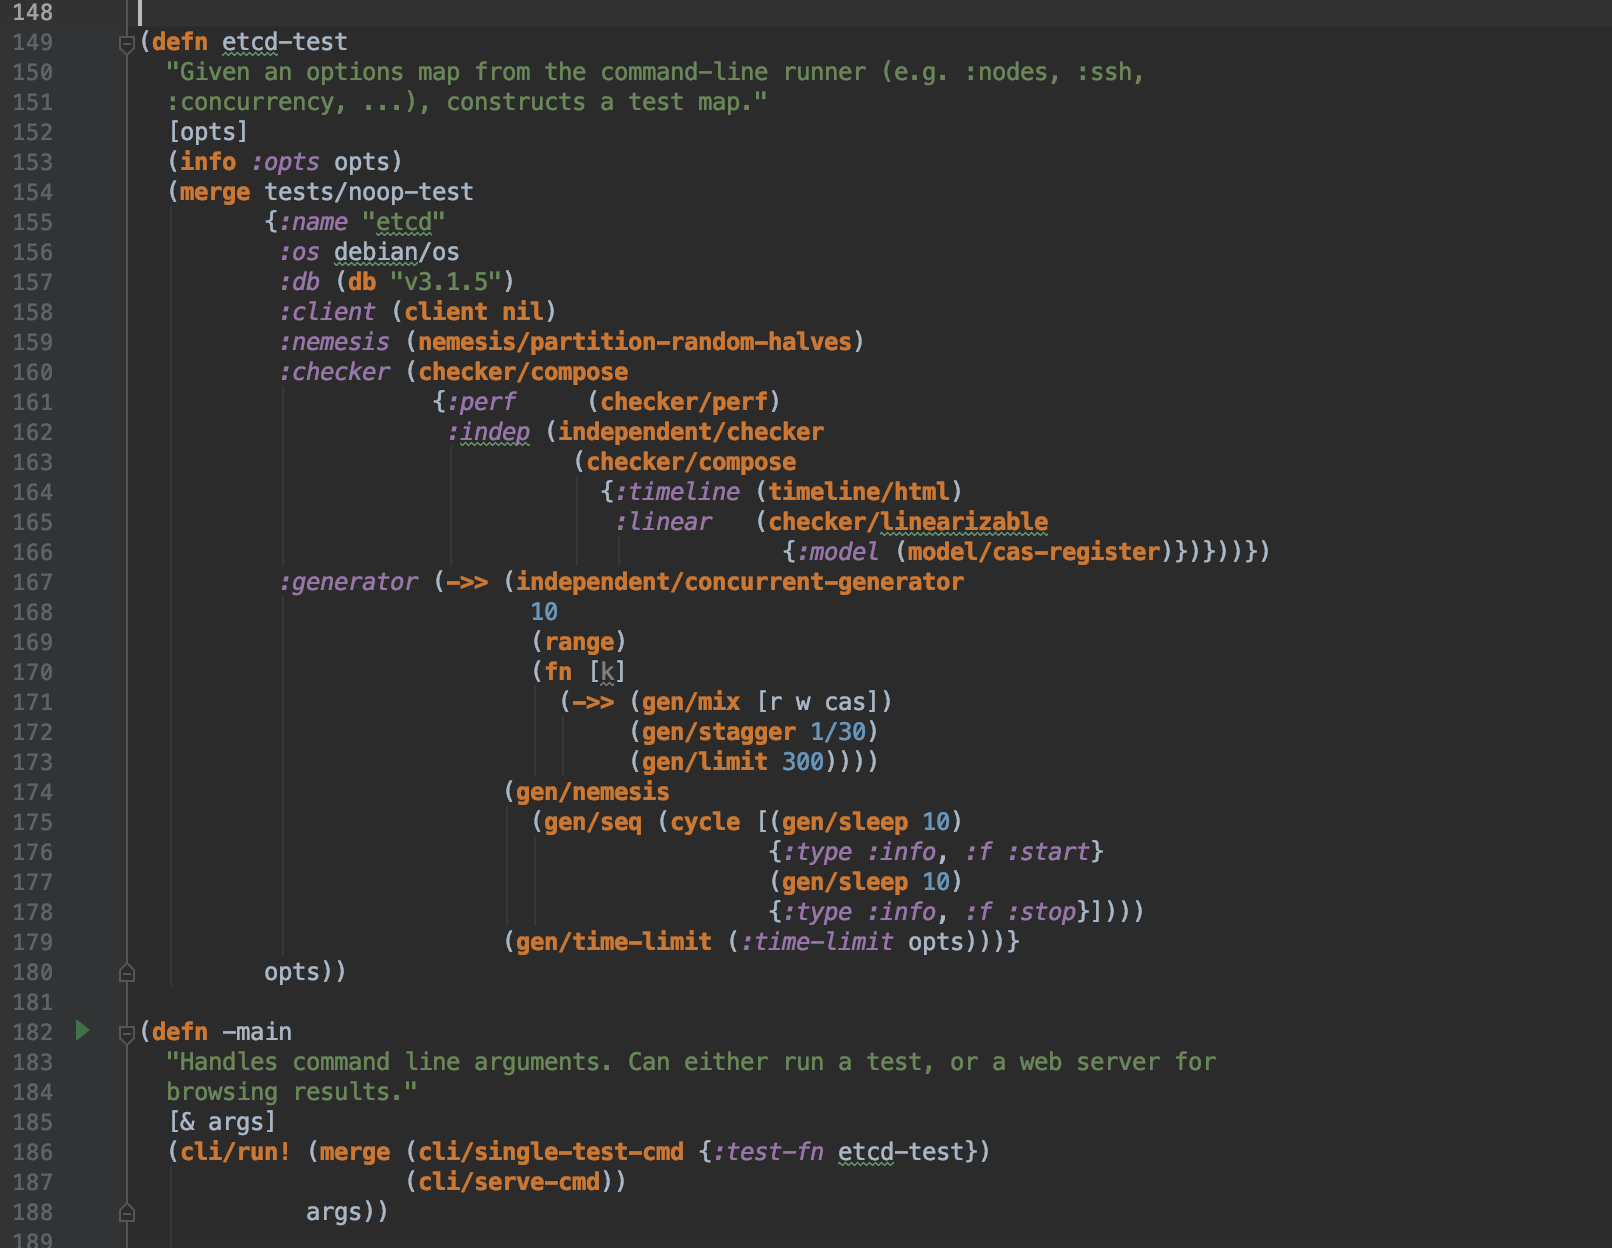 148
149 (defn etcd-test
150 "Given an options map from the command-line runner (e.g. :nodes, :ssh,
151 :concurrency, ...), constructs a test map."
152 [opts]
153 (info :opts opts)
154 (merge tests/noop-test
155 {:name "etcd"
156 :os debian/os
157 :db (db "v3.1.5")
158 :client (client nil)
159 :nemesis (nemesis/partition-random-halves)
160 :checker (checker/compose
161 {:perf (checker/perf)
162 :indep (independent/checker
163 (checker/compose
164 {:timeline (timeline/html)
165 :linear (checker/linearizable
166 {:model (model/cas-register)})}))})
167 :generator (->> (independent/concurrent-generator
168 10
169 (range)
170 (fn [k]
171 (->> (gen/mix [r w cas])
172 (gen/stagger 1/30)
173 (gen/limit 300))))
174 (gen/nemesis
175 (gen/seq (cycle [(gen/sleep 10)
176 {:type :info, :f :start}
177 (gen/sleep 10)
178 {:type :info, :f :stop}])))
179 (gen/time-limit (:time-limit opts)))}
180 opts))
181
182 (defn -main
183 "Handles command line arguments. Can either run a test, or a web server for
184 browsing results."
185 [& args]
186 (cli/run! (merge (cli/single-test-cmd {:test-fn etcd-test})
187 (cli/serve-cmd))
188 args))
189